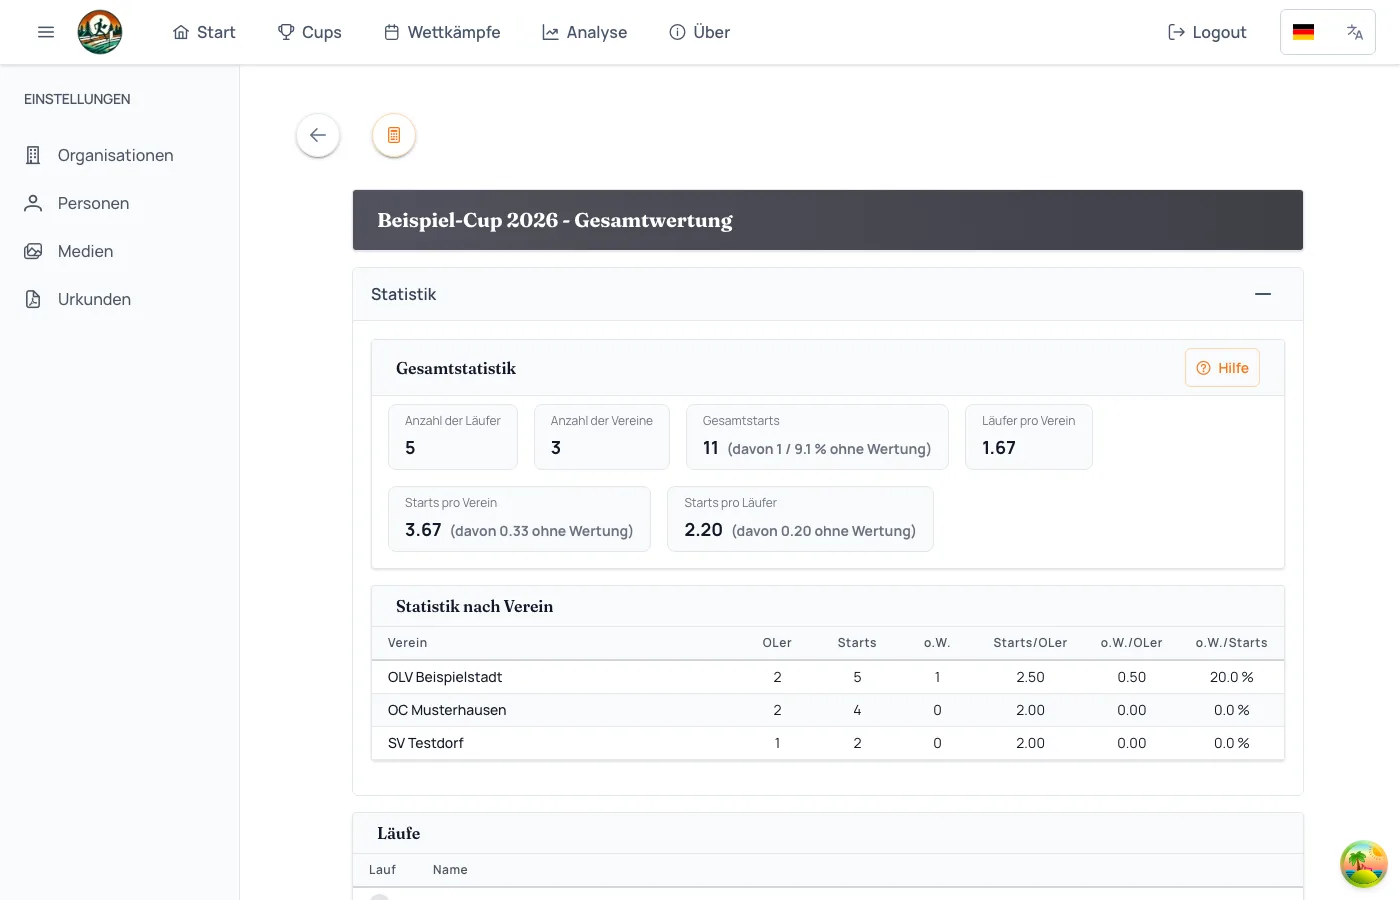 Start Cups Wettkämpfe Analyse Über Logout
EINSTELLUNGEN
Organisationen
Personen
Medien
Urkunden
Beispiel-Cup 2026 - Gesamtwertung
Statistik
Gesamtstatistik Hilfe
Anzahl der Läufer Anzahl der Vereine Gesamtstarts Läufer pro Verein
5 3 11 (davon 1 / 9.1 % ohne Wertung) 1.67
Starts pro Verein Starts pro Läufer
3.67 (davon 0.33 ohne Wertung) 2.20 (davon 0.20 ohne Wertung)
Statistik nach Verein
Verein OLer Starts o.W. Starts/OLer o.W./OLer o.W./Starts
OLV Beispielstadt 2 5 1 2.50 0.50 20.0 %
OC Musterhausen 2 4 0 2.00 0.00 0.0 %
SV Testdorf 1 2 0 2.00 0.00 0.0 %
Läufe
Lauf Name